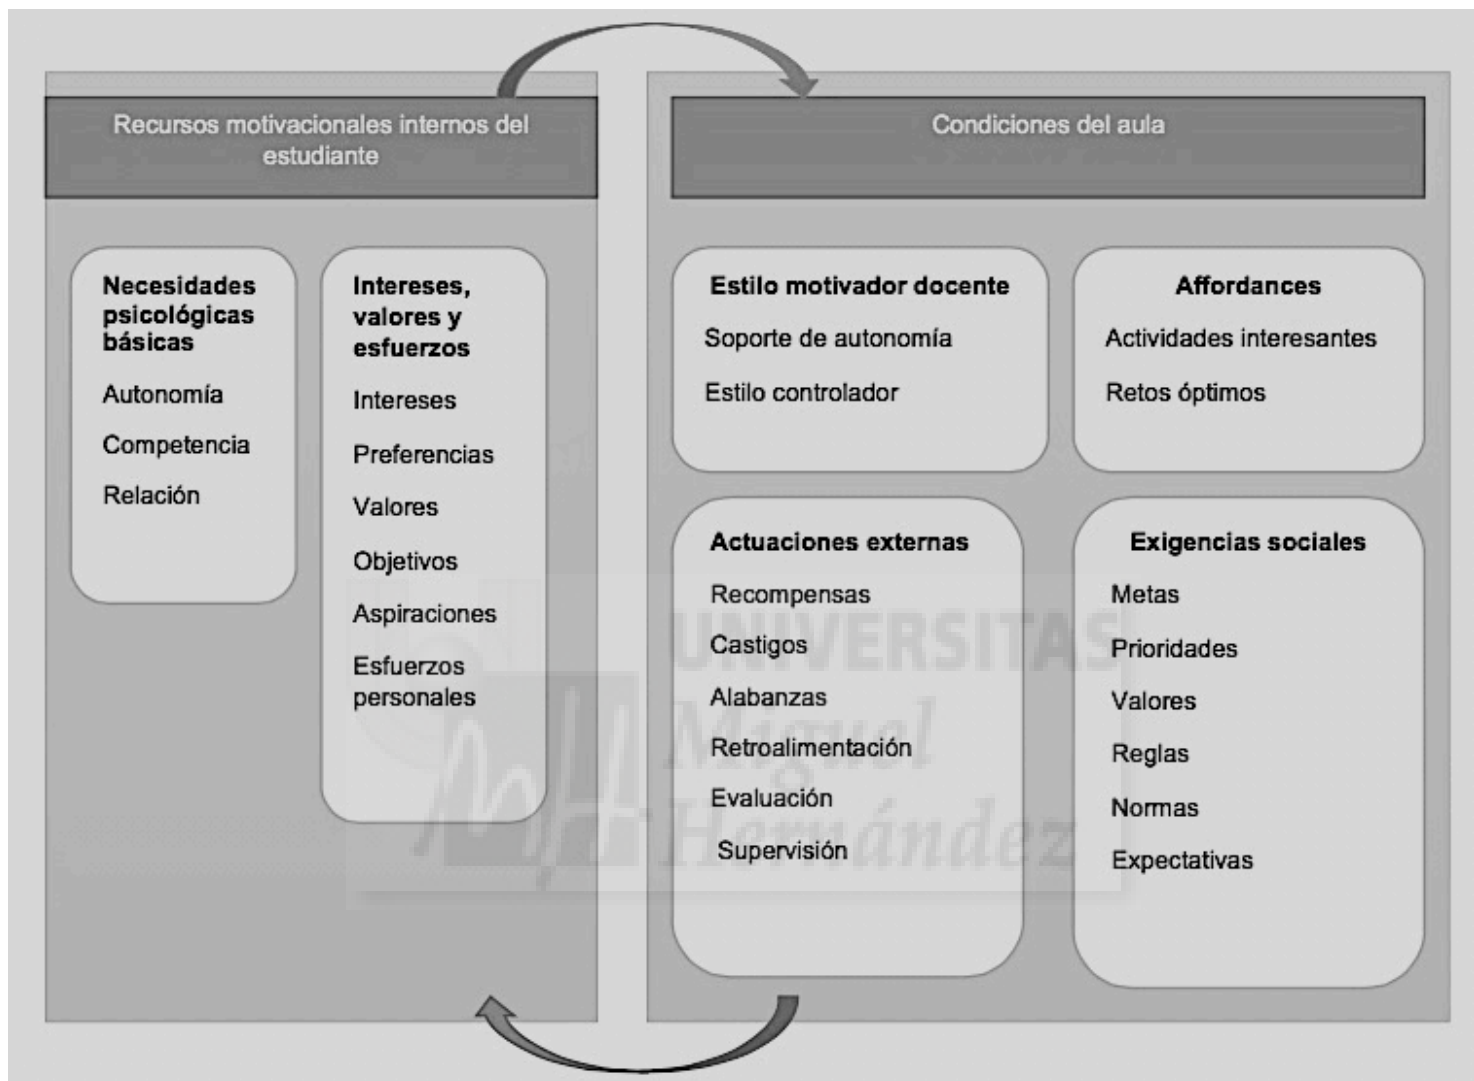 Recursos motivacionales internos del
estudiante
Necesidades
psicológicas
básicas
Autonomía
Competencia
Relación
Intereses,
valores y
esfuerzos
Intereses
Preferencias
Valores
Objetivos
Aspiraciones
Esfuerzos
personales
Condiciones del aula
Estilo motivador docente
Soporte de autonomía
Estilo controlador
Affordances
Actividades interesantes
Retos óptimos
Actuaciones externas
Recompensas
Castigos
Alabanzas
Retroalimentación
Evaluación
Supervisión
Exigencias sociales
Metas
Prioridades
Valores
Reglas
Normas
Expectativas
UNIVERSITAS
Miguel
Hernández